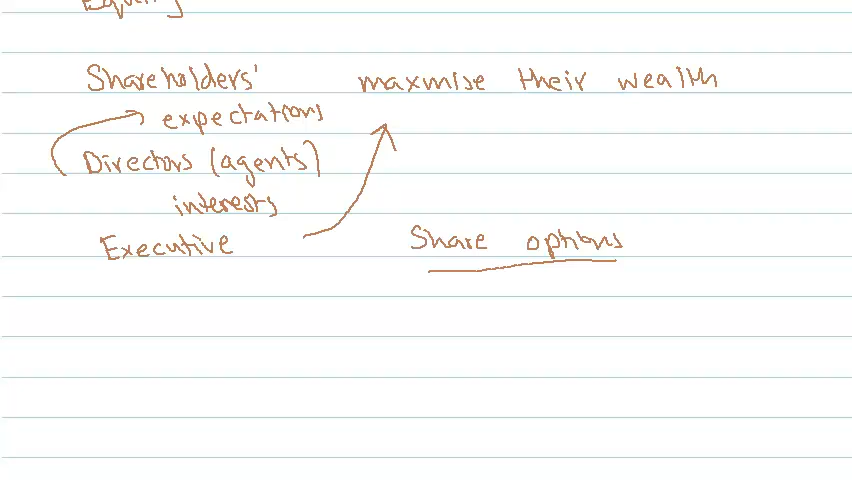 Shareholders' maxmise their wealth
expectations
Directors (agents)
interests
Executive Share options